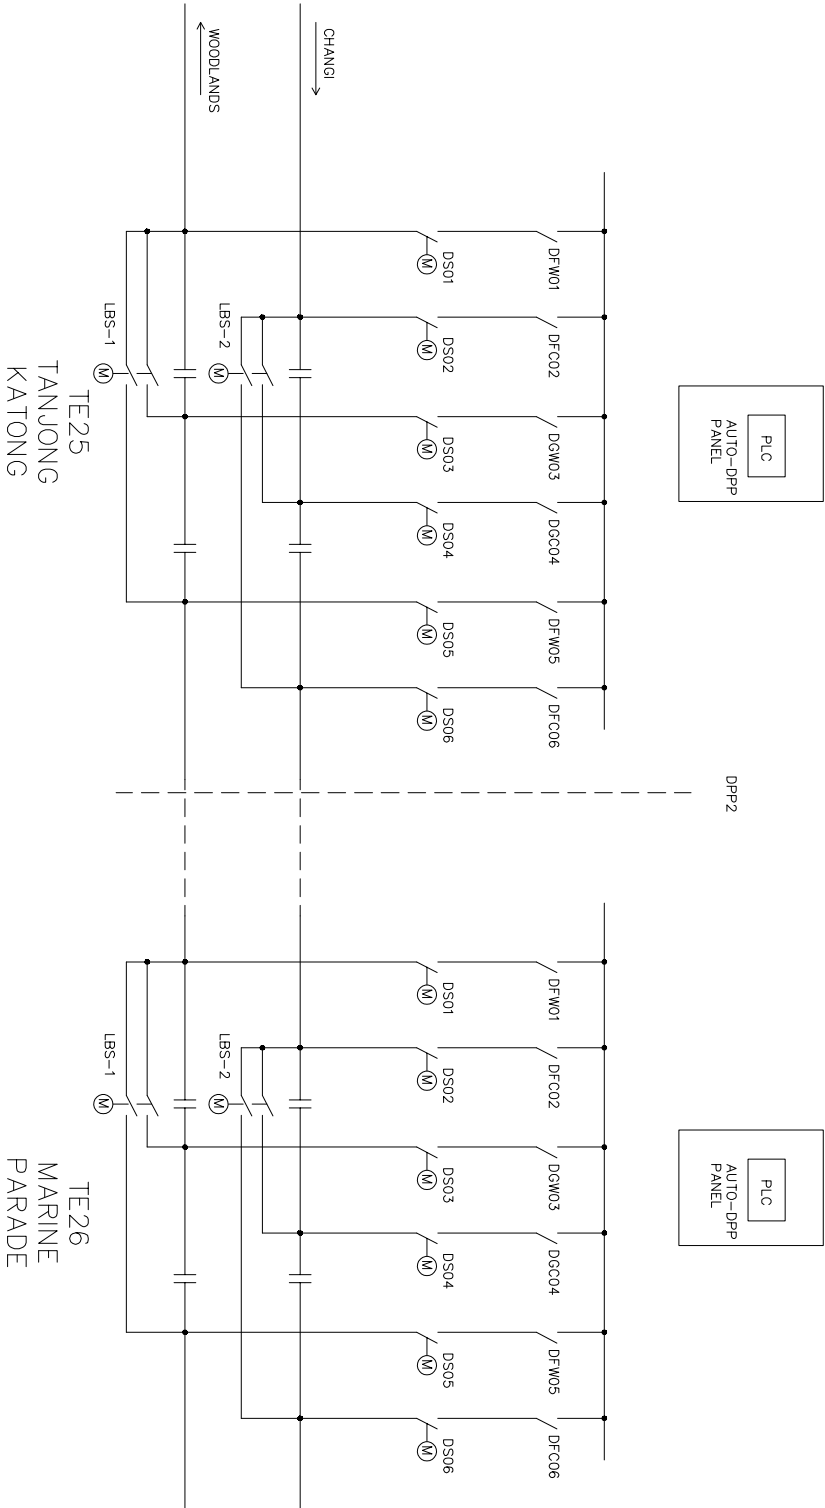 PLC
AUTO-DPP
PANEL
PLC
AUTO-DPP
PANEL
DPP2
DFW01
DFC02
DGW03
DGC04
DFW05
DFC06
DFW01
DFC02
DGW03
DGC04
DFW05
DFC06
DS01
DS02
DS03
DS04
DS05
DS06
DS01
DS02
DS03
DS04
DS05
DS06
M
M
M
M
M
M
M
M
M
M
M
M
CHANGI
WOODLANDS
LBS-2
M
LBS-2
M
LBS-1
M
LBS-1
M
TE25
TANJONG
KATONG
TE26
MARINE
PARADE